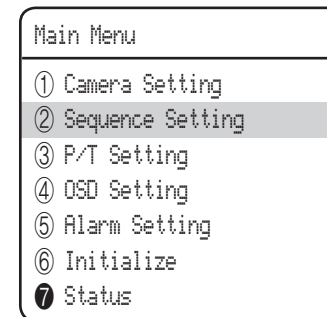 Main Menu
① Camera Setting
② Sequence Setting
③ P/T Setting
④ OSD Setting
⑤ Alarm Setting
⑥ Initialize
❼ Status